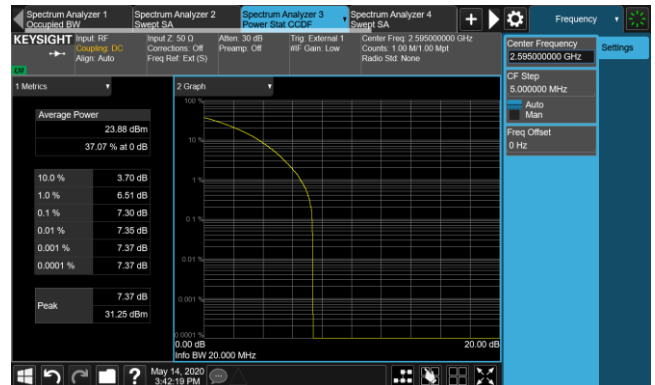 Spectrum Analyzer 1
Occupied BW
Spectrum Analyzer 2
Swept SA
Spectrum Analyzer 3
Power Stat CCDF
Spectrum Analyzer 4
Swept SA
+
Frequency
KEYSIGHT
Input: RF
Coupling: DC
Align: Auto
Input Z: 50 Ω
Corrections: Off
Freq Ref: Ext (S)
Atten: 30 dB
Preamp: Off
Trig: External 1
#IF Gain: Low
Center Freq: 2.595000000 GHz
Counts: 1.00 M/1.00 Mpt
Radio Std: None
Center Frequency
2.595000000 GHz
Settings
CF Step
5.000000 MHz
Auto
Man
Freq Offset
0 Hz
1 Metrics
Average Power
23.88 dBm
37.07 % at 0 dB
10.0 % 3.70 dB
1.0 % 6.51 dB
0.1 % 7.30 dB
0.01 % 7.35 dB
0.001 % 7.37 dB
0.0001 % 7.37 dB
Peak
7.37 dB
31.25 dBm
2 Graph
100 %
10 %
1 %
0.1 %
0.01 %
0.001 %
0.0001 %
0.00 dB
20.00 dB
Info BW 20.000 MHz
?
May 14, 2020
3:42:19 PM